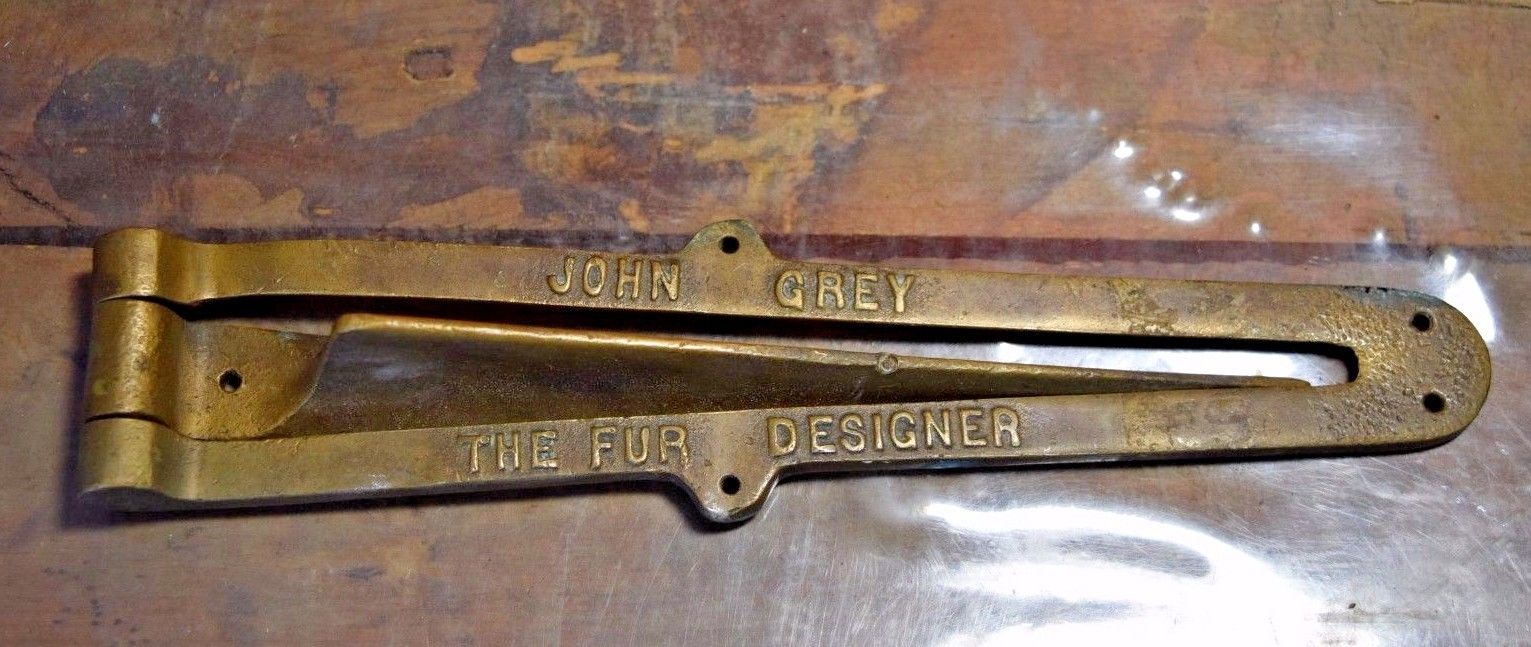 JOHN GREY
THE FUR DESIGNER